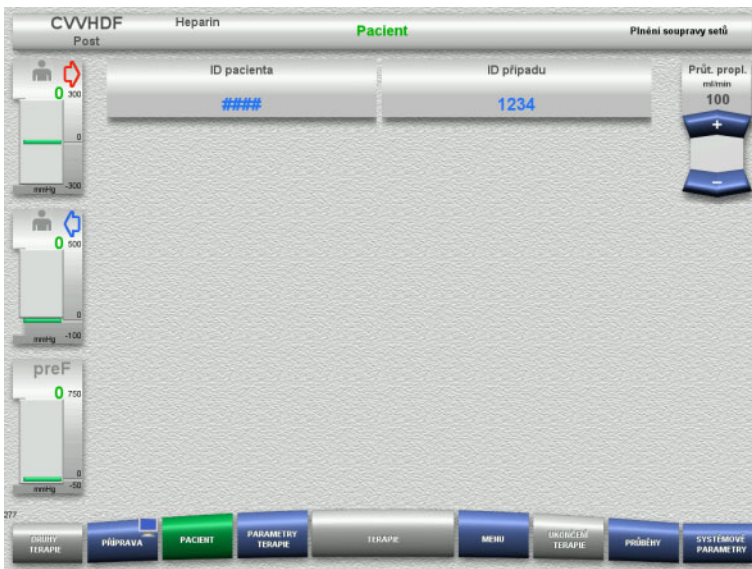 CVVHDF
Heparin
Pacient
Plnění soupravy setů
Post
ID pacienta
ID případu
Průt. propl.
ml/min
####
1234
100
+
–
0
300
0
-300
mmHg
0
500
0
-100
mmHg
preF
0
750
0
-50
mmHg
277
DRUHY
TERAPIE
PŘÍPRAVA
PACIENT
PARAMETRY
TERAPIE
TERAPIE
MENU
UKONČENÍ
TERAPIE
PRŮBĚHY
SYSTÉMOVÉ
PARAMETRY